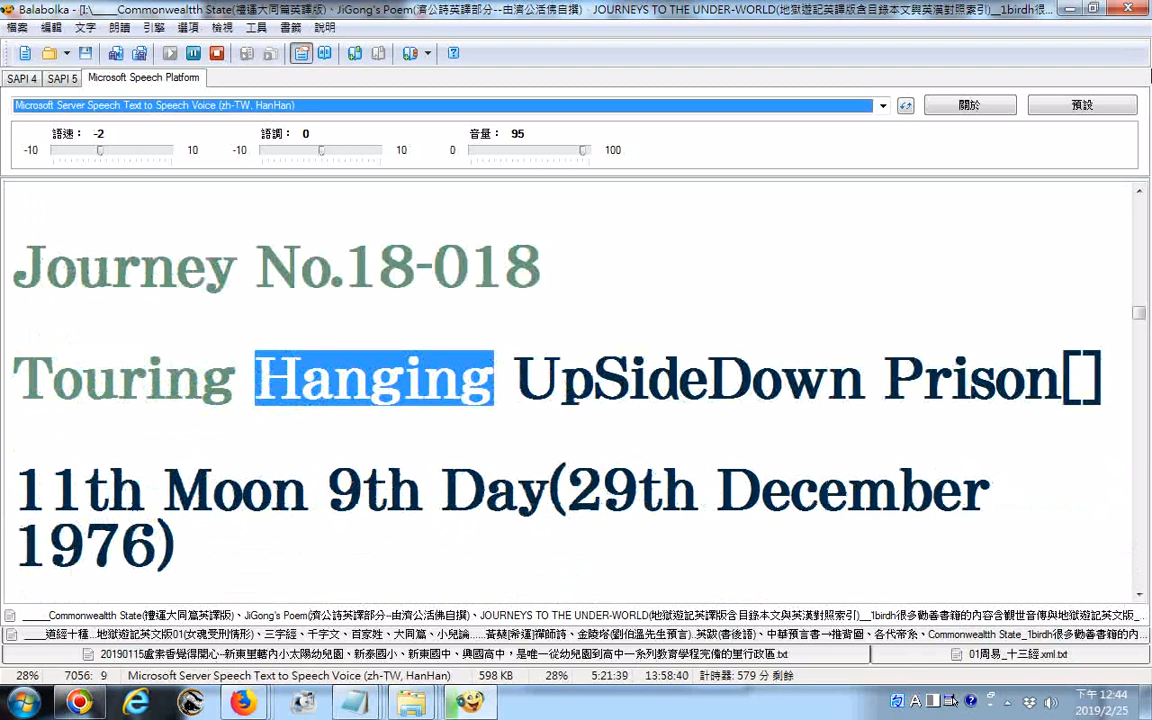 Balabolka - [I:\_____Commonwealtth State(禮運大同篇英譯版)、JiGong's Poem(濟公詩英譯部分--由濟公活佛自撰)、JOURNEYS TO THE UNDER-WORLD(地獄遊記英譯版含目錄本文與英漢對照索引)__1birdh很...
檔案 編輯 文字 朗讀 引擎 選項 檢視 工具 書籤 說明
SAPI 4 SAPI 5 Microsoft Speech Platform
Microsoft Server Speech Text to Speech Voice (zh-TW, HanHan) 關於 預設
語速： -2 語調： 0 音量： 95
-10 10 -10 10 0 100
Journey No.18-018
Touring Hanging UpSideDown Prison[]
11th Moon 9th Day(29th December
1976)
_____Commonwealtth State(禮運大同篇英譯版)、JiGong's Poem(濟公詩英譯部分--由濟公活佛自撰)、JOURNEYS TO THE UNDER-WORLD(地獄遊記英譯版含目錄本文與英漢對照索引)__1birdh很多勸善書籍的內容含觀世音傳與地獄遊記英文版_...
_____道經十種...地獄遊記英文版01(女魂受刑情形)、三字經、千字文、百家姓、大同篇、小兒論......黃蘗[希運]禪師詩、金陵塔(劉伯溫先生預言).英歎(書後語)、中華預言書一推背圖、各代帝系、Commonwealtth State_1birdh很多勸善書籍的內...
20190115盧素香覺得開心--新東里轄內小太陽幼兒園、新泰國小、新東國中、興國高中，是唯一從幼兒園到高中一系列教育學程完備的里行政區.txt 01周易_十三經.xml.txt
28% 7056: 9 Microsoft Server Speech Text to Speech Voice (zh-TW, HanHan) 598 KB 28% 5:21:39 13:58:40 計時器: 579 分 剩餘
下午 12:44
2019/2/25